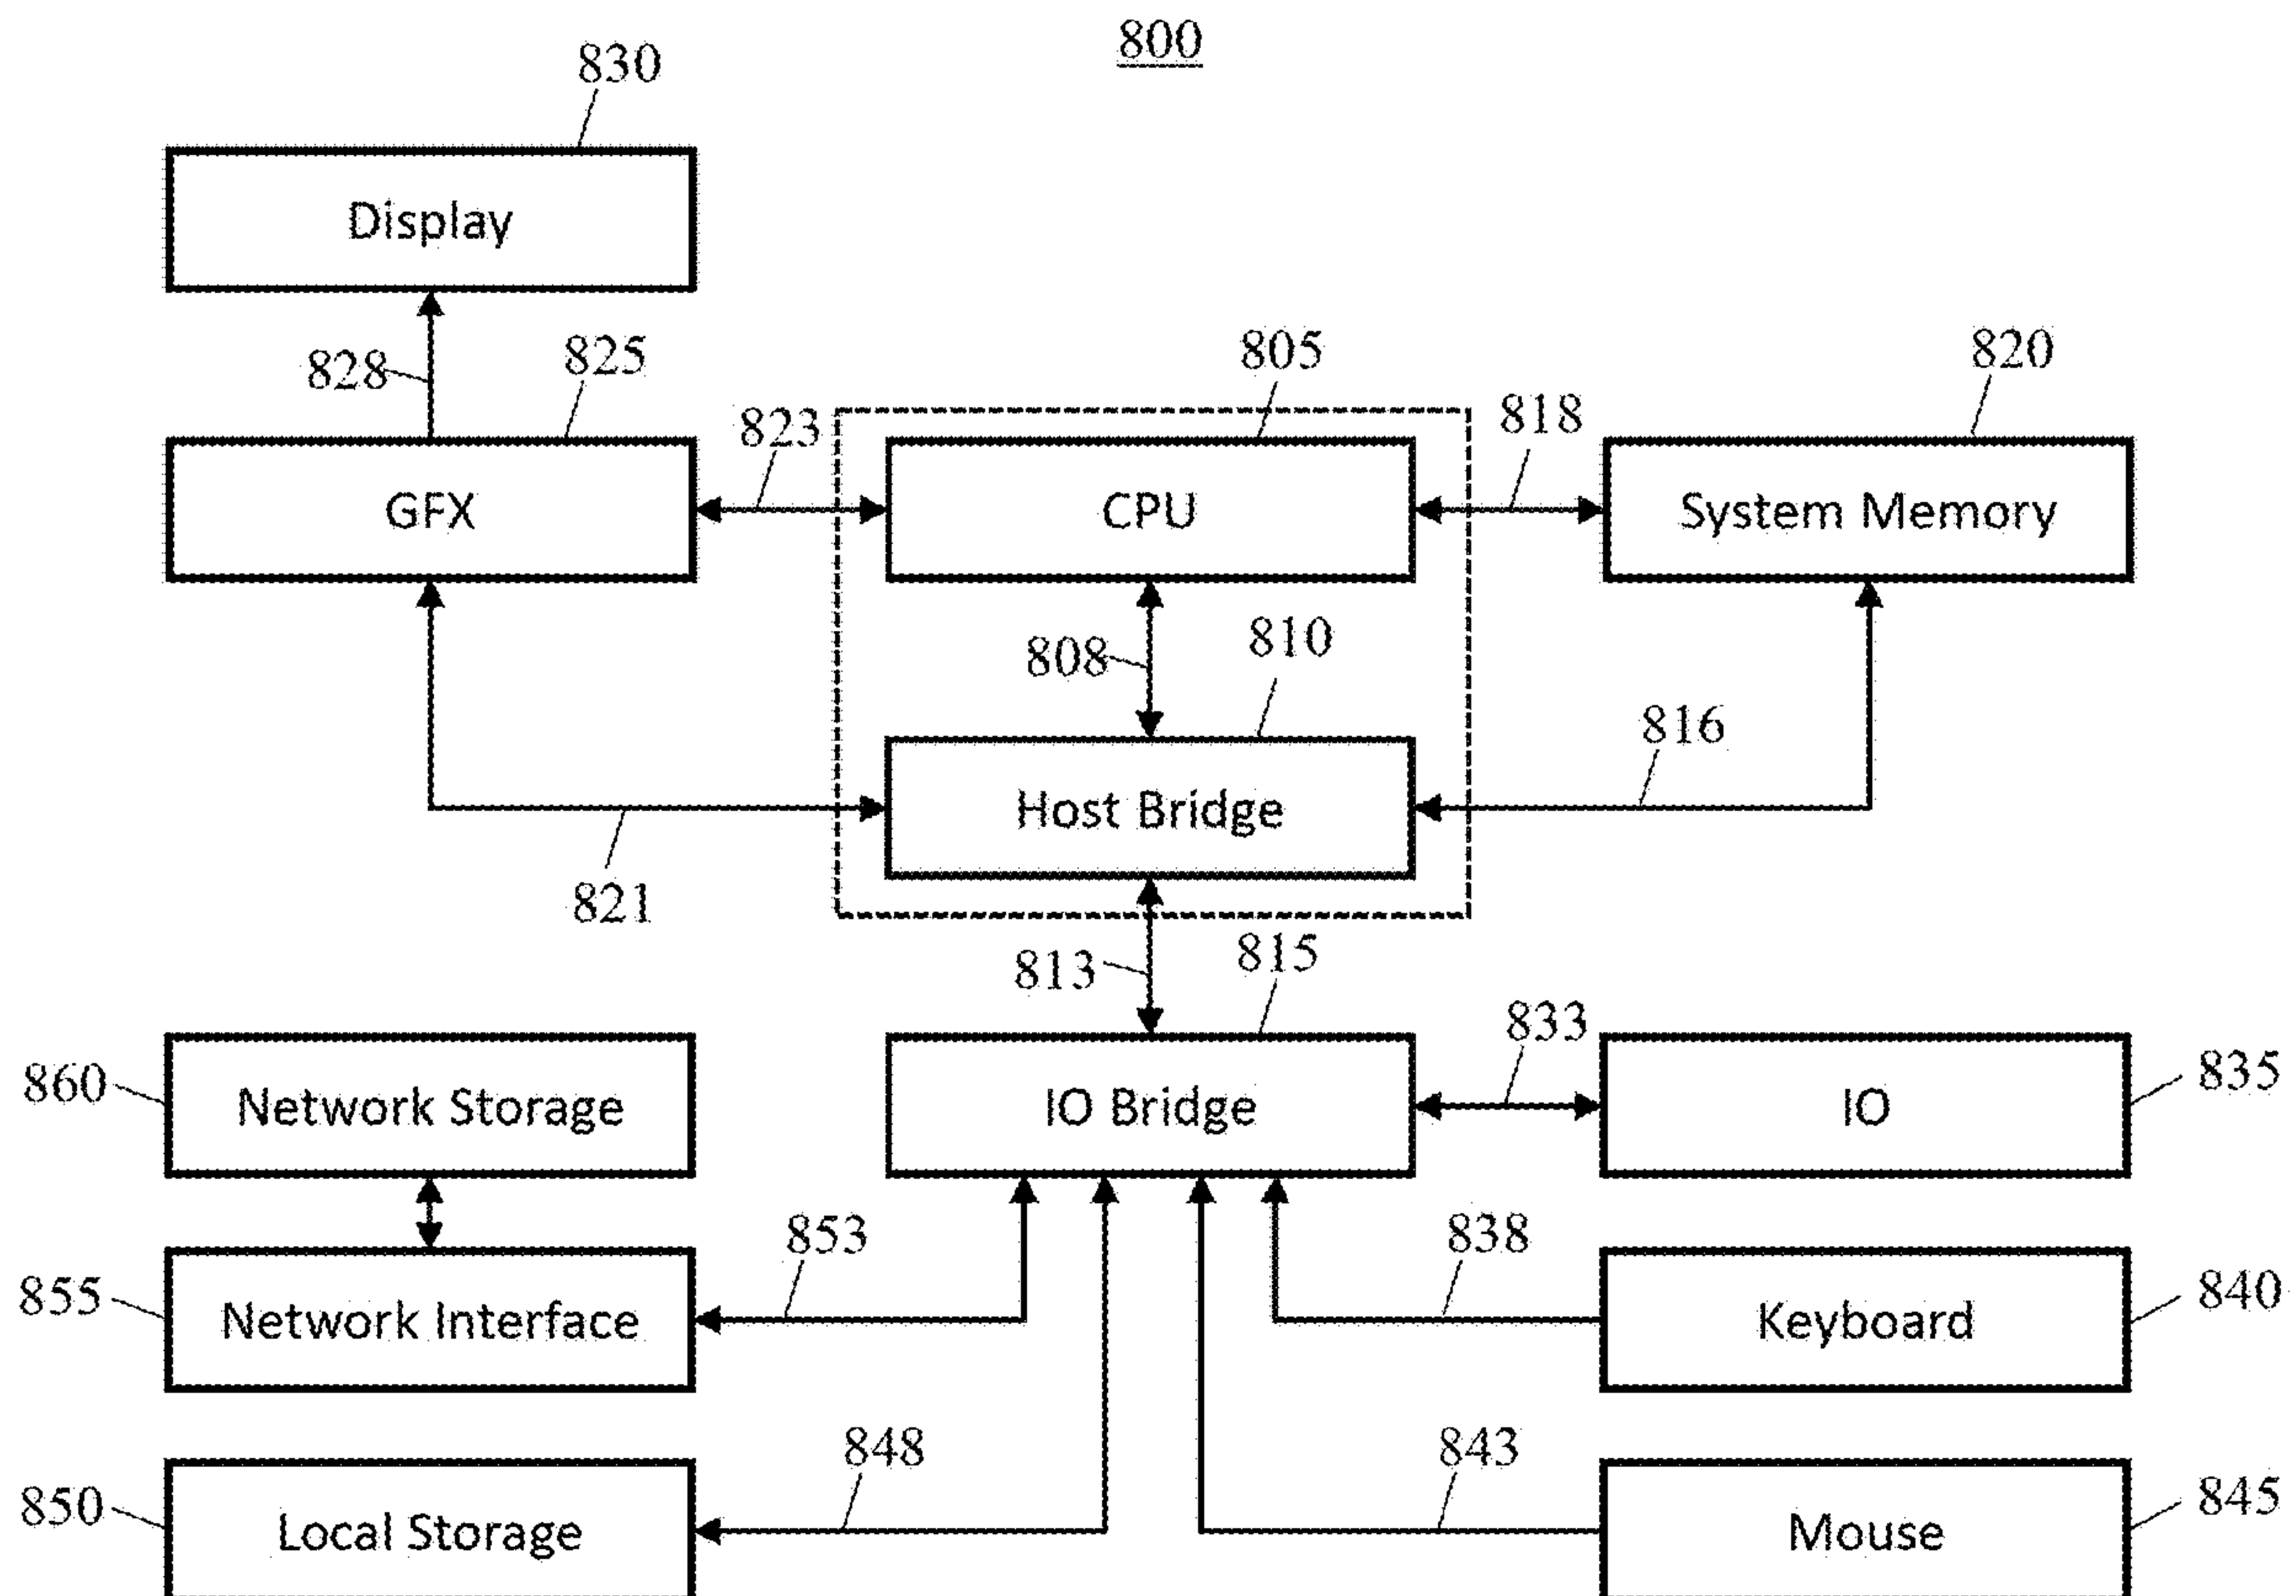 800
830
Display
828
825
823
805
818
820
GFX
CPU
System Memory
808
810
816
Host Bridge
821
813
815
833
860
Network Storage
IO Bridge
IO
835
853
838
855
Network Interface
Keyboard
840
848
843
850
Local Storage
Mouse
845